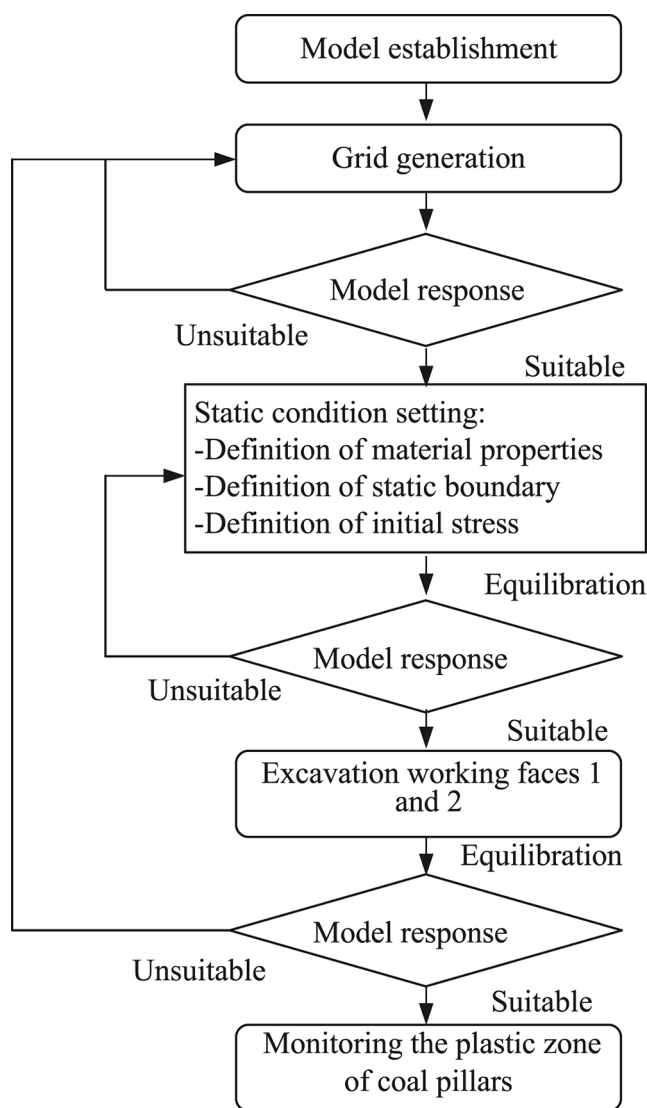 Model establishment
Grid generation
Model response
Unsuitable
Suitable
Static condition setting:
-Definition of material properties
-Definition of static boundary
-Definition of initial stress
Equilibration
Model response
Unsuitable
Suitable
Excavation working faces 1
and 2
Equilibration
Model response
Unsuitable
Suitable
Monitoring the plastic zone
of coal pillars